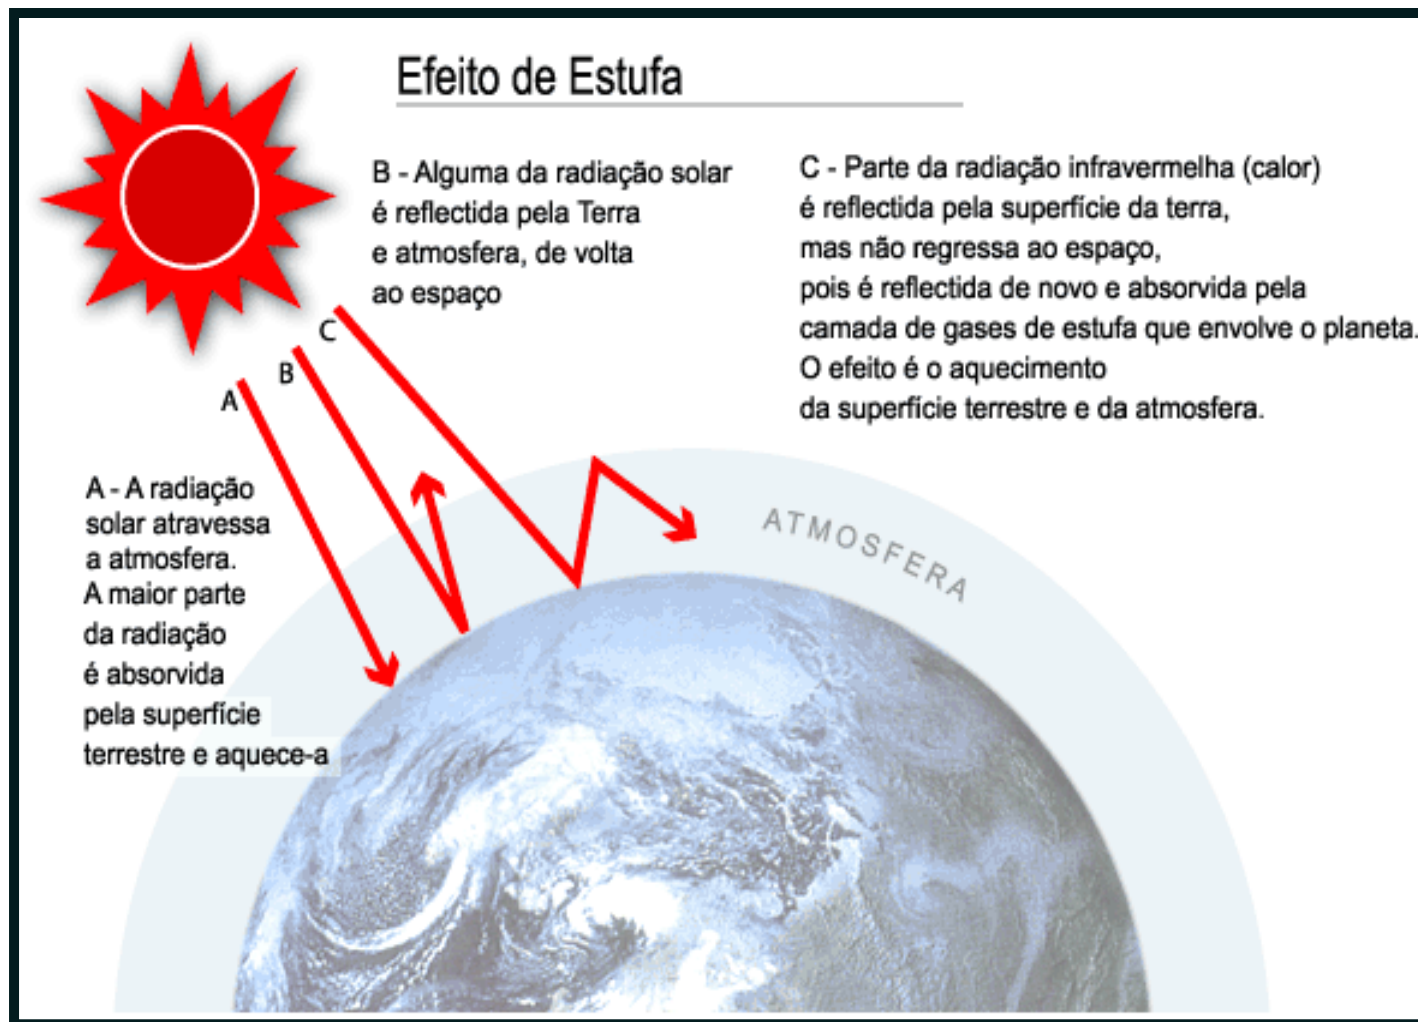 Efeito de Estufa
B - Alguma da radiação solar
é reflectida pela Terra
e atmosfera, de volta
ao espaço
C - Parte da radiação infravermelha (calor)
é reflectida pela superfície da terra,
mas não regressa ao espaço,
pois é reflectida de novo e absorvida pela
camada de gases de estufa que envolve o planeta.
O efeito é o aquecimento
da superfície terrestre e da atmosfera.
C
B
A
A - A radiação
solar atravessa
a atmosfera.
A maior parte
da radiação
é absorvida
pela superfície
terrestre e aquece-a
ATMOSFERA